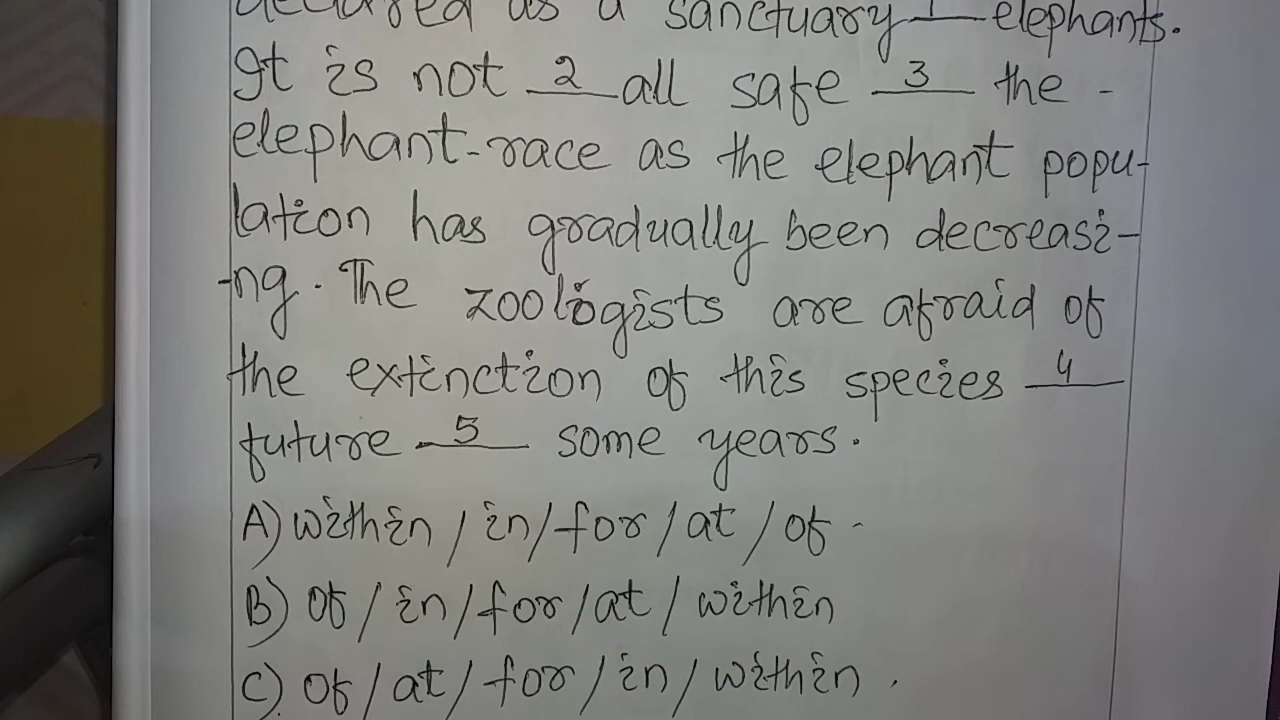 declared as a sanctuary 1 elephants.
It is not 2 all safe 3 the -
elephant-race as the elephant popu-
lation has gradually been decreasi-
-ng. The zoologists are afraid of
the extinction of this species 4
future 5 some years.
A) within / in / for / at / of -
B) Of / in / for / at / within
C) Of / at / for / in / within .